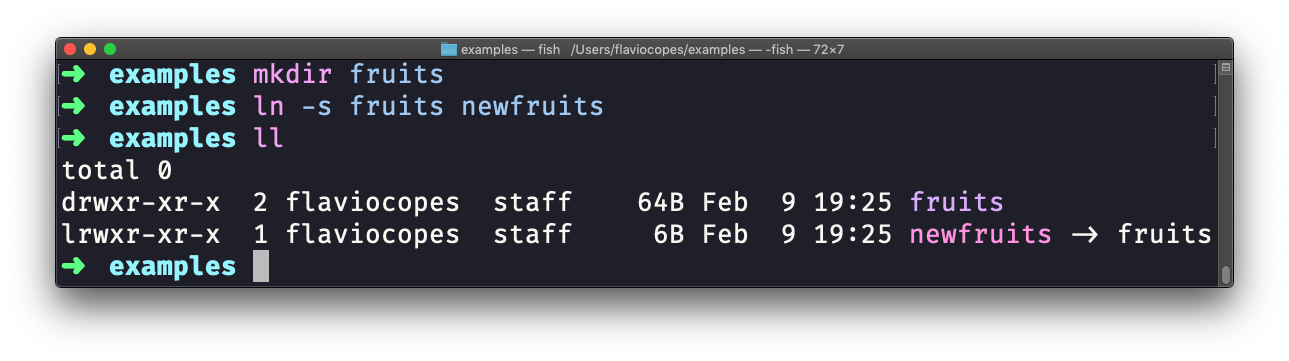 examples — fish /Users/flaviocopes/examples — -fish — 72×7
➜ examples mkdir fruits
➜ examples ln -s fruits newfruits
➜ examples ll
total 0
drwxr-xr-x 2 flaviocopes staff 64B Feb 9 19:25 fruits
lrwxr-xr-x 1 flaviocopes staff 6B Feb 9 19:25 newfruits -> fruits
➜ examples